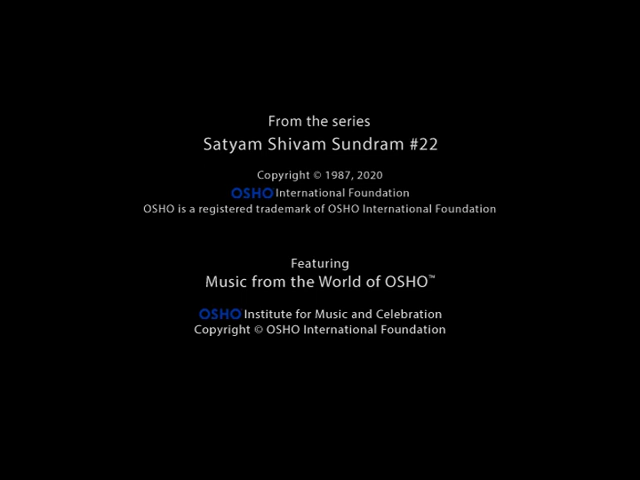 From the series
Satyam Shivam Sundram #22
Copyright © 1987, 2020
OSHO International Foundation
OSHO is a registered trademark of OSHO International Foundation
Featuring
Music from the World of OSHO™
OSHO Institute for Music and Celebration
Copyright © OSHO International Foundation